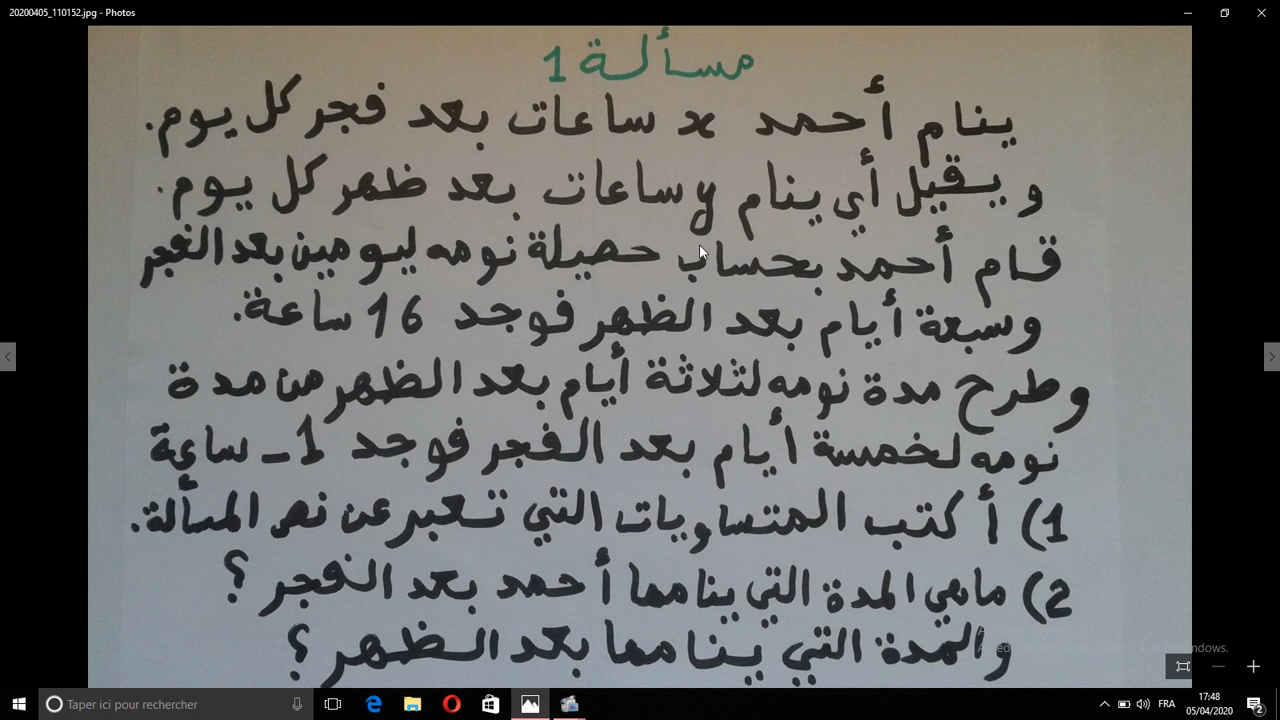 20200405_110152.jpg - Photos
مسألة 1
ينام أحمد x ساعات بعد فجر كل يوم.
و يقيل أي ينام y ساعات بعد ظهر كل يوم.
قام أحمد بحساب حصيلة نومه ليومين بعد الفجر
وسبعة أيام بعد الظهر فوجد 16 ساعة.
وطرح مدة نومه لثلاثة أيام بعد الظهر من مدة
نومه لخمسة أيام بعد الفجر فوجد 1- ساعة
1) أكتب المتساويات التي تعبر عن نص المسألة.
2) ماهي المدة التي ينامها أحمد بعد الفجر ؟
والمدة التي ينامها بعد الظهر ؟
Windows.
Taper ici pour rechercher
FRA
17:48
05/04/2020
2